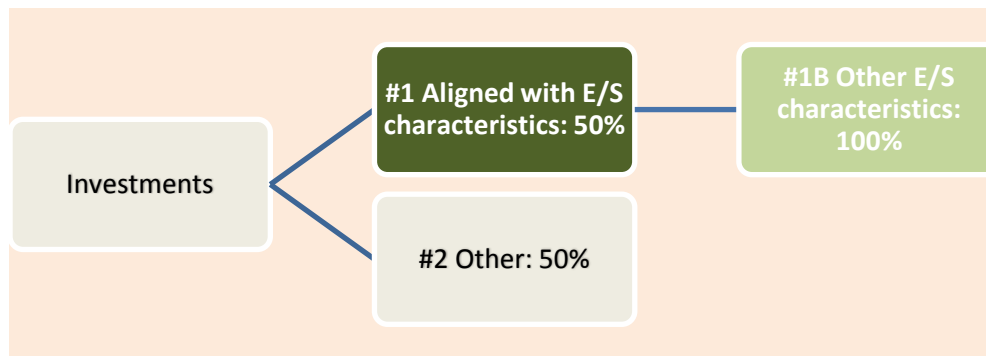 Investments
#1 Aligned with E/S
characteristics: 50%
#1B Other E/S
characteristics:
100%
#2 Other: 50%